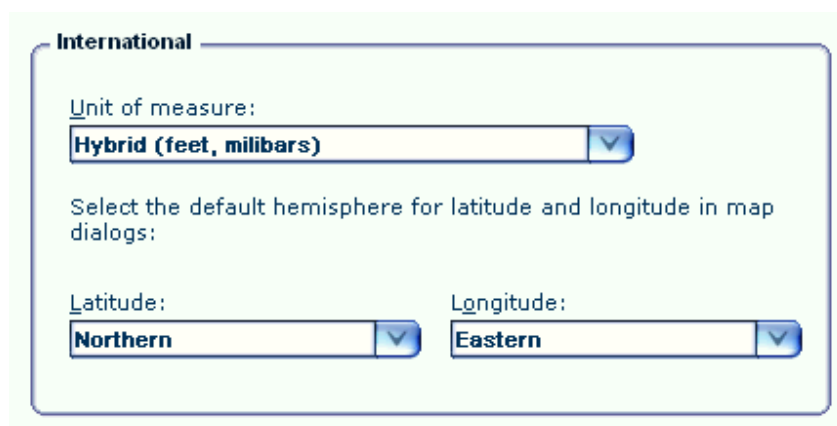 International
Unit of measure:
Hybrid (feet, milibars)
Select the default hemisphere for latitude and longitude in map
dialogs:
Latitude:
Longitude:
Northern
Eastern